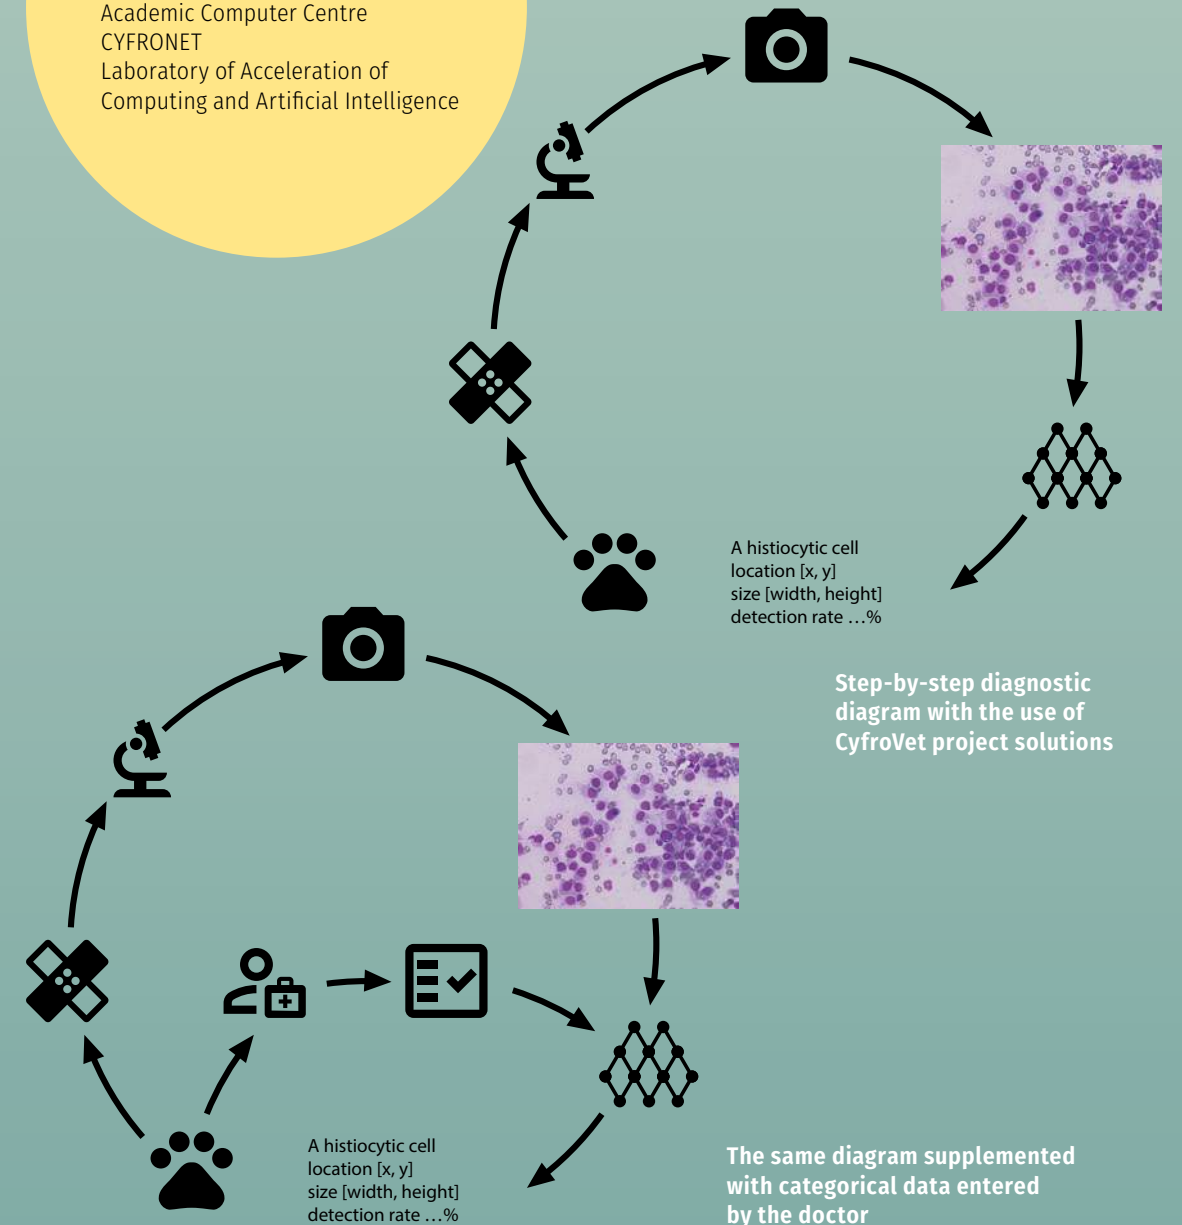 Academic Computer Centre
CYFRONET
Laboratory of Acceleration of
Computing and Artificial Intelligence
A histiocytic cell
location [x, y]
size [width, height]
detection rate …%
Step-by-step diagnostic
diagram with the use of
CyfroVet project solutions
A histiocytic cell
location [x, y]
size [width, height]
detection rate …%
The same diagram supplemented
with categorical data entered
by the doctor